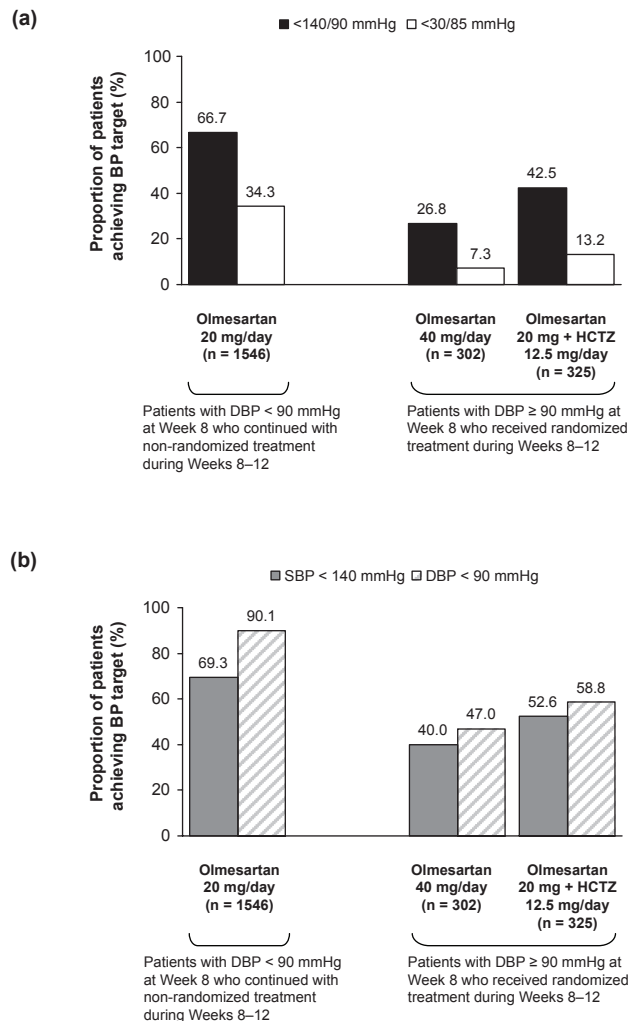 (a)
<140/90 mmHg <30/85 mmHg
Proportion of patients
achieving BP target (%)
100
80
60
40
20
0
66.7
34.3
26.8
7.3
42.5
13.2
Olmesartan
20 mg/day
(n = 1546)
Olmesartan
40 mg/day
(n = 302)
Olmesartan
20 mg + HCTZ
12.5 mg/day
(n = 325)
Patients with DBP < 90 mmHg
at Week 8 who continued with
non-randomized treatment
during Weeks 8–12
Patients with DBP ≥ 90 mmHg at
Week 8 who received randomized
treatment during Weeks 8–12
(b)
SBP < 140 mmHg DBP < 90 mmHg
Proportion of patients
achieving BP target (%)
100
80
60
40
20
0
69.3
90.1
40.0
47.0
52.6
58.8
Olmesartan
20 mg/day
(n = 1546)
Olmesartan
40 mg/day
(n = 302)
Olmesartan
20 mg + HCTZ
12.5 mg/day
(n = 325)
Patients with DBP < 90 mmHg
at Week 8 who continued with
non-randomized treatment
during Weeks 8–12
Patients with DBP ≥ 90 mmHg at
Week 8 who received randomized
treatment during Weeks 8–12